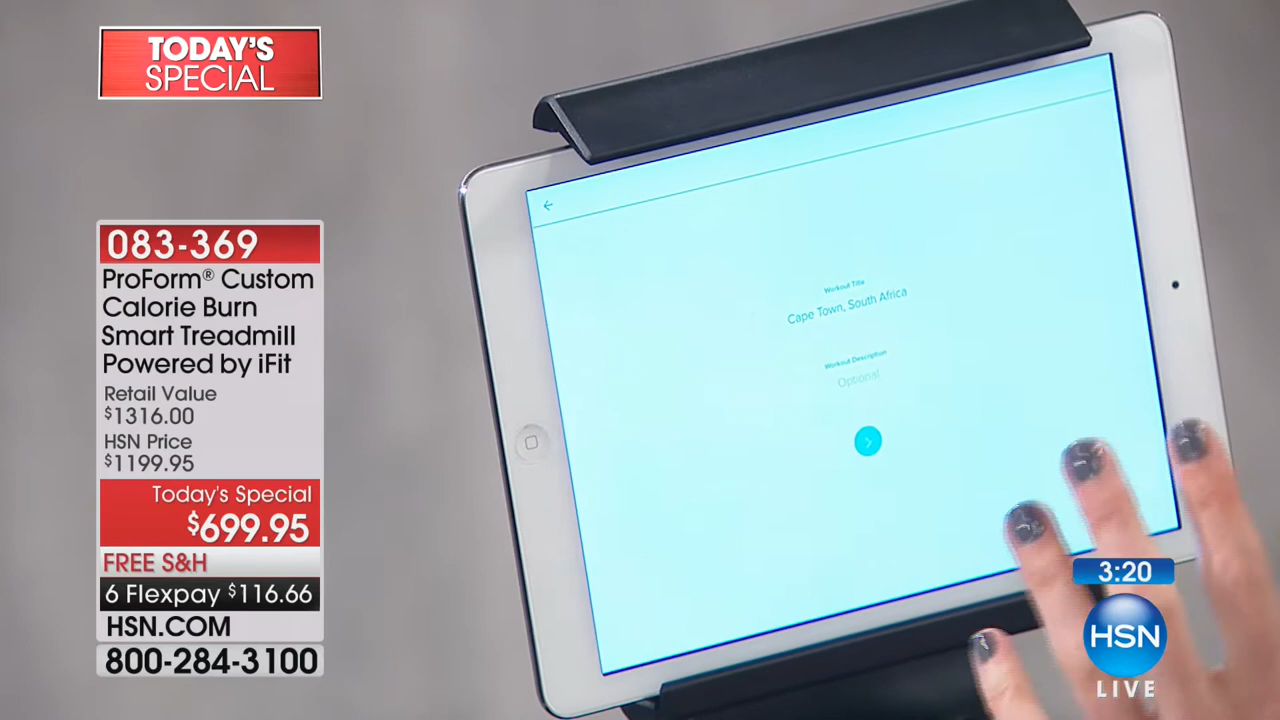 TODAY'S
SPECIAL
083-369
ProForm® Custom
Calorie Burn
Smart Treadmill
Powered by iFit
Retail Value
$1316.00
HSN Price
$1199.95
Today's Special
$699.95
FREE S&H
6 Flexpay $116.66
HSN.COM
800-284-3100
Workout Title
Cape Town, South Africa
Workout Description
Optional
3:20
HSN
LIVE